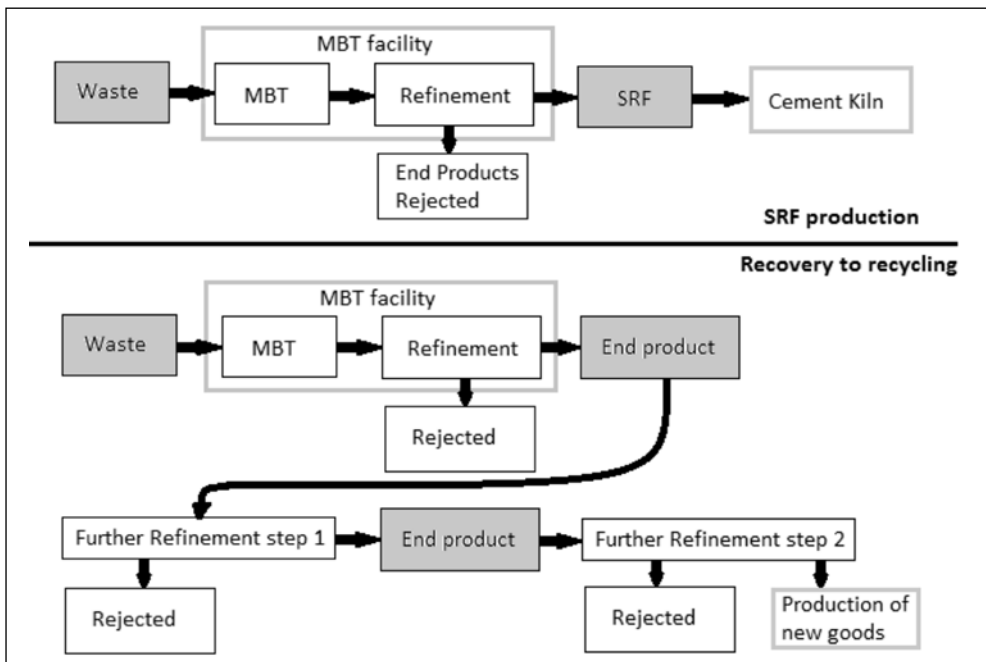 MBT facility
Waste
MBT
Refinement
SRF
Cement Kiln
End Products
Rejected
SRF production
Recovery to recycling
MBT facility
Waste
MBT
Refinement
End product
Rejected
Further Refinement step 1
End product
Further Refinement step 2
Rejected
Rejected
Production of
new goods